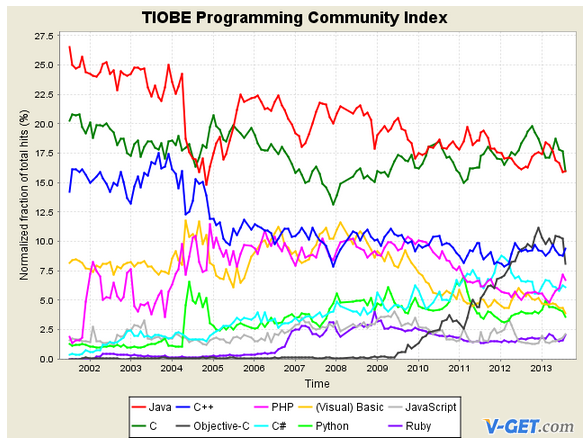 TIOBE Programming Community Index
Normalized fraction of total hits (%)
27.5
25.0
22.5
20.0
17.5
15.0
12.5
10.0
7.5
5.0
2.5
0.0
2002 2003 2004 2005 2006 2007 2008 2009 2010 2011 2012 2013
Time
Java C++ PHP (Visual) Basic JavaScript
C Objective-C C# Python Ruby
V-GET.com